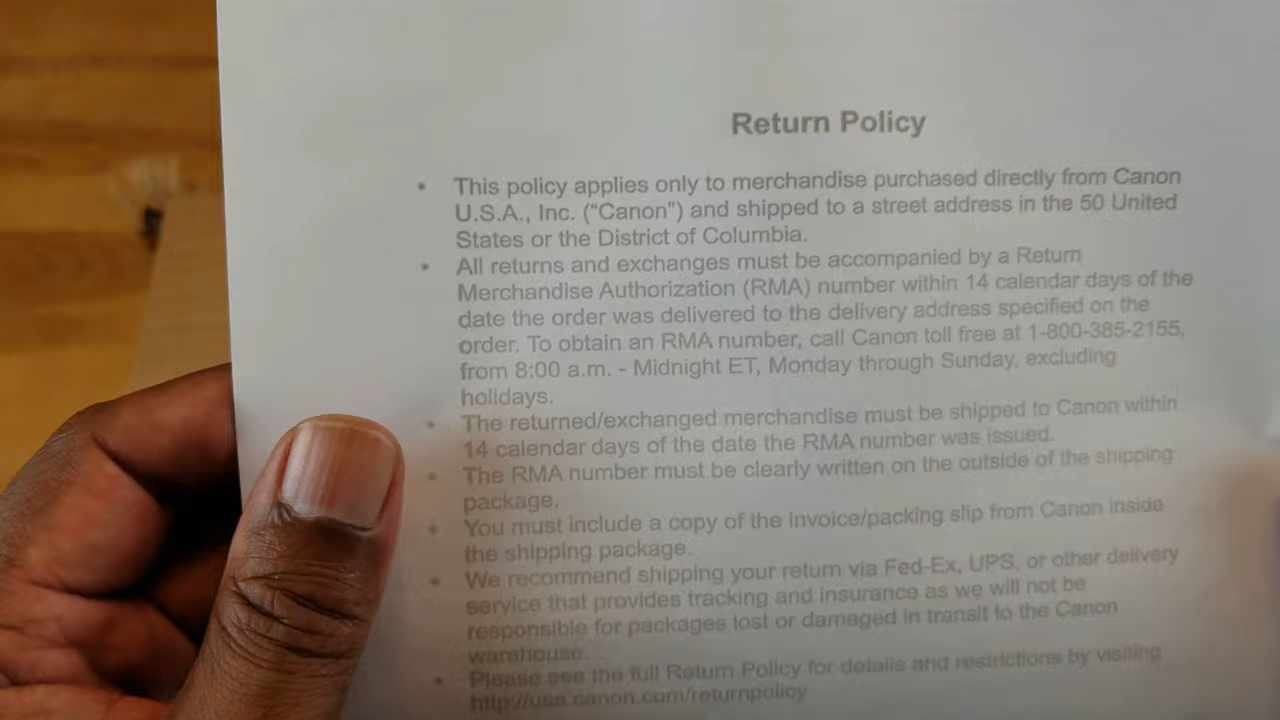 Return Policy
• This policy applies only to merchandise purchased directly from Canon
U.S.A., Inc. (“Canon”) and shipped to a street address in the 50 United
States or the District of Columbia.
• All returns and exchanges must be accompanied by a Return
Merchandise Authorization (RMA) number within 14 calendar days of the
date the order was delivered to the delivery address specified on the
order. To obtain an RMA number, call Canon toll free at 1-800-385-2155,
from 8:00 a.m. - Midnight ET, Monday through Sunday, excluding
holidays.
• The returned/exchanged merchandise must be shipped to Canon within
14 calendar days of the date the RMA number was issued.
• The RMA number must be clearly written on the outside of the shipping
package.
• You must include a copy of the invoice/packing slip from Canon inside
the shipping package.
• We recommend shipping your return via Fed-Ex, UPS, or other delivery
service that provides tracking and insurance as we will not be
responsible for packages lost or damaged in transit to the Canon
warehouse.
• Please see the full Return Policy for details and restrictions by visiting
http://usa.canon.com/returnpolicy